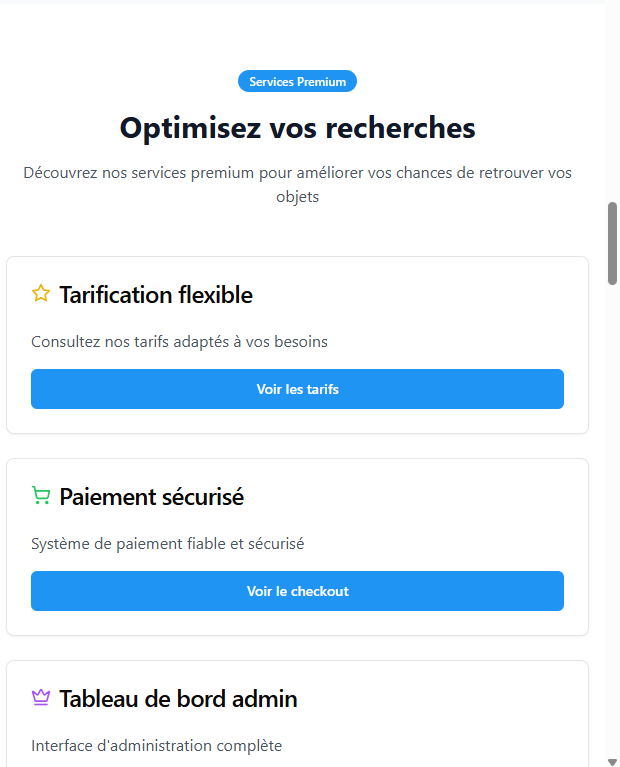 Services Premium
Optimisez vos recherches
Découvrez nos services premium pour améliorer vos chances de retrouver vos
objets
Tarification flexible
Consultez nos tarifs adaptés à vos besoins
Voir les tarifs
Paiement sécurisé
Système de paiement fiable et sécurisé
Voir le checkout
Tableau de bord admin
Interface d'administration complète